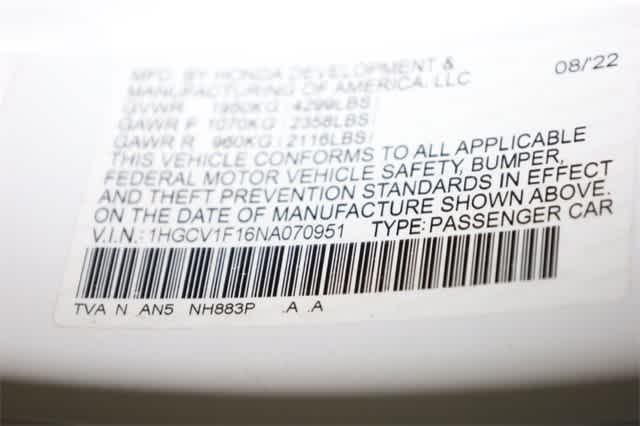 MFD. BY HONDA DEVELOPMENT & 08/22
MANUFACTURING OF AMERICA, LLC
GVWR 1950KG (4299LBS)
GAWR F 1070KG (2358LBS)
GAWR R 960KG (2116LBS)
THIS VEHICLE CONFORMS TO ALL APPLICABLE
FEDERAL MOTOR VEHICLE SAFETY, BUMPER,
AND THEFT PREVENTION STANDARDS IN EFFECT
ON THE DATE OF MANUFACTURE SHOWN ABOVE.
V.I.N.: 1HGCV1F16NA070951 TYPE: PASSENGER CAR
TVA N AN5 NH883P .A .A